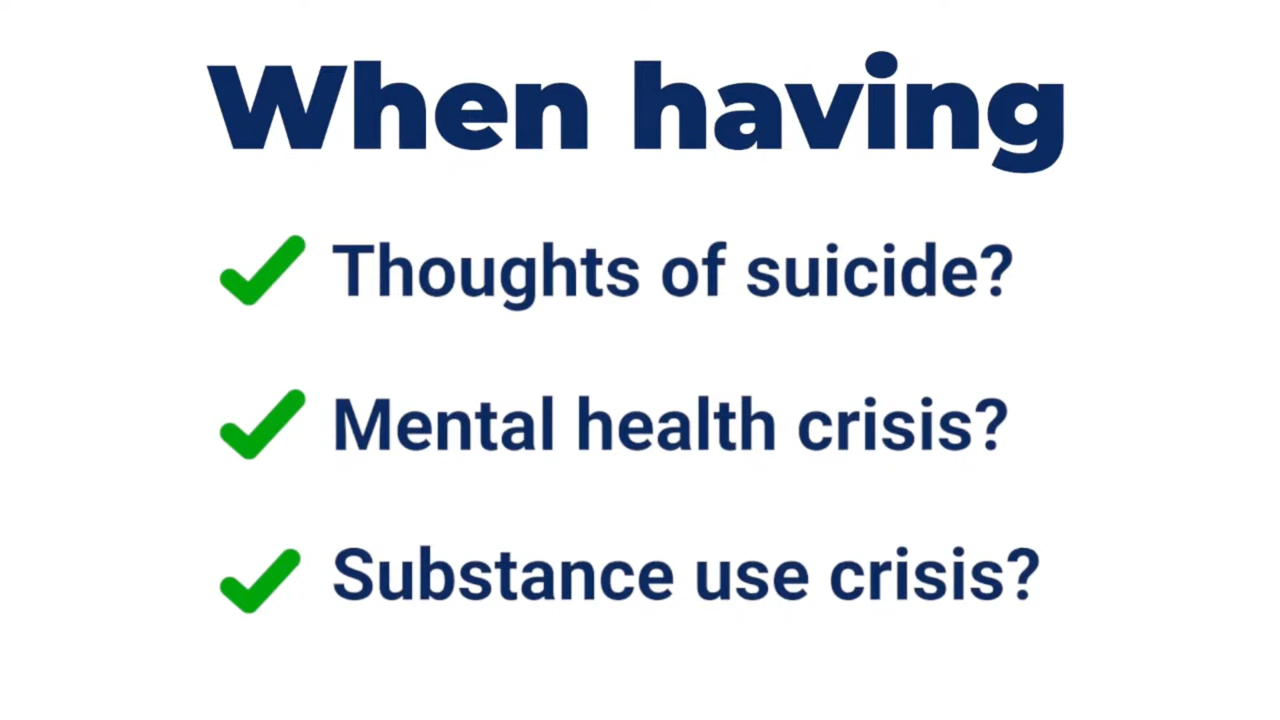 When having
Thoughts of suicide?
Mental health crisis?
Substance use crisis?